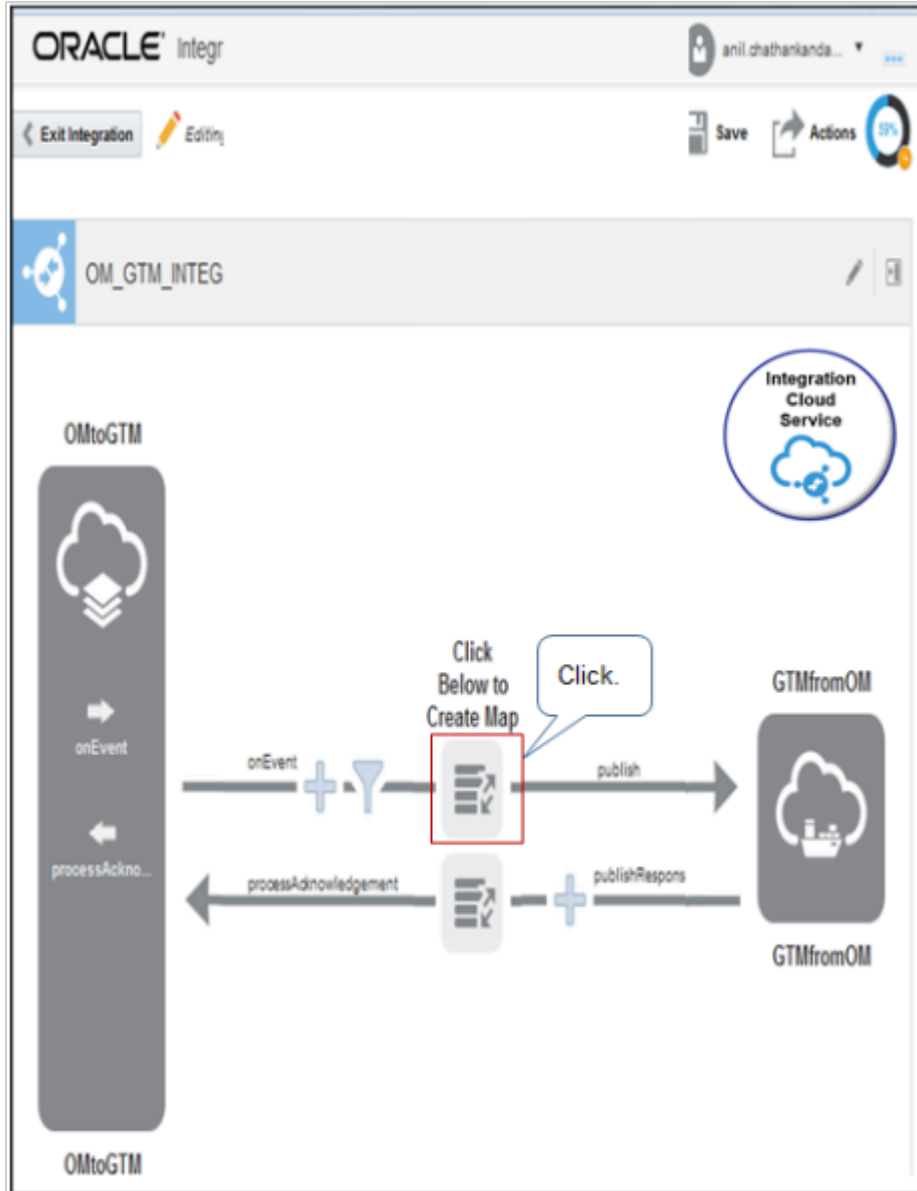 ORACLE' Integr
anil.chathankanda... ▾ ...
Exit Integration
Editin
Save
Actions
59%
OM_GTM_INTEG
Integration
Cloud
Service
OMtoGTM
Click
Below to
Create Map
Click.
GTMfromOM
onEvent
onEvent
publish
processAckno...
processAcknowledgement
publishRespons
GTMfromOM
OMtoGTM